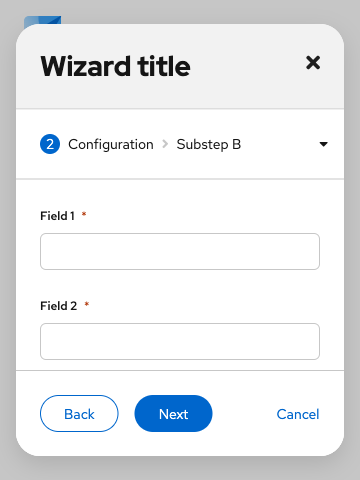 Wizard title
2 Configuration > Substep B
Field 1 *
Field 2 *
Back Next Cancel